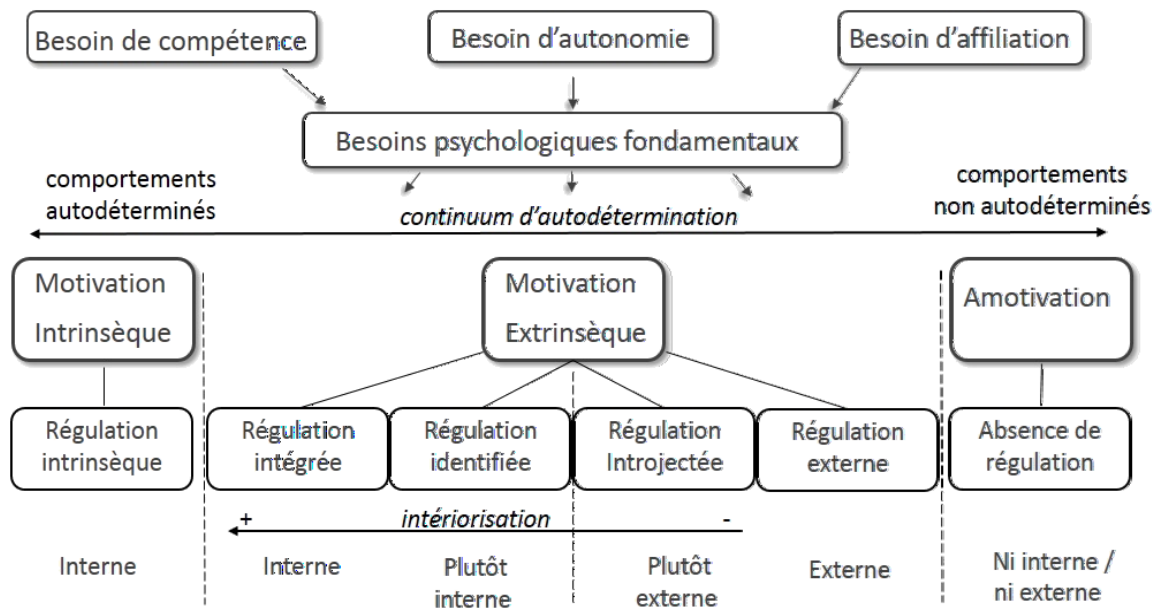 Besoin de compétence
Besoin d'autonomie
Besoin d'affiliation
Besoins psychologiques fondamentaux
comportements
autodéterminés
continuum d'autodétermination
comportements
non autodéterminés
Motivation
Intrinsèque
Motivation
Extrinsèque
Amotivation
Régulation
intrinsèque
Régulation
intégrée
Régulation
identifiée
Régulation
Introjectée
Régulation
externe
Absence de
régulation
+ intériorisation -
Interne
Interne
Plutôt
interne
Plutôt
externe
Externe
Ni interne /
ni externe